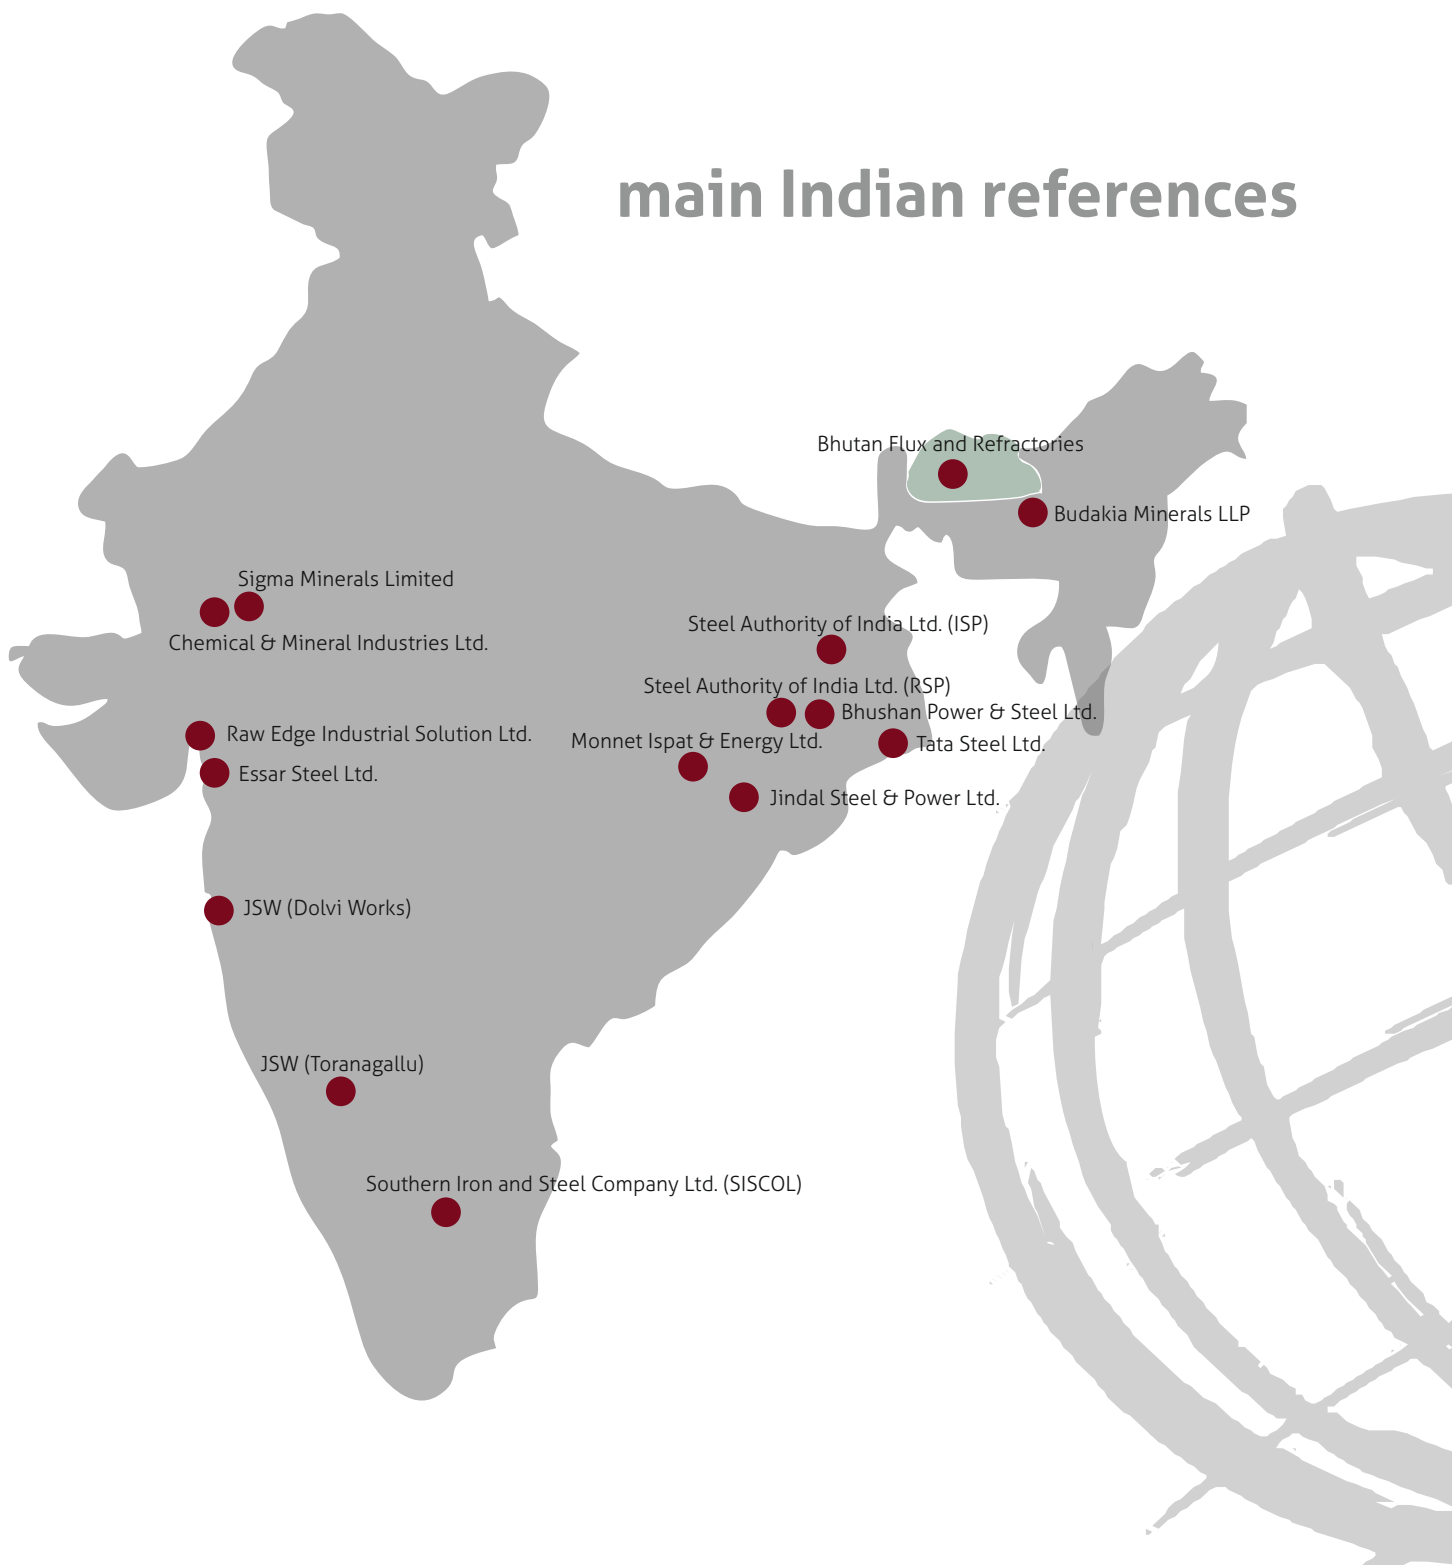 main Indian references
Bhutan Flux and Refractories
Budakia Minerals LLP
Sigma Minerals Limited
Chemical & Mineral Industries Ltd.
Steel Authority of India Ltd. (ISP)
Steel Authority of India Ltd. (RSP)
Bhushan Power & Steel Ltd.
Raw Edge Industrial Solution Ltd.
Monnet Ispat & Energy Ltd.
Tata Steel Ltd.
Essar Steel Ltd.
Jindal Steel & Power Ltd.
JSW (Dolvi Works)
JSW (Toranagallu)
Southern Iron and Steel Company Ltd. (SISCOL)